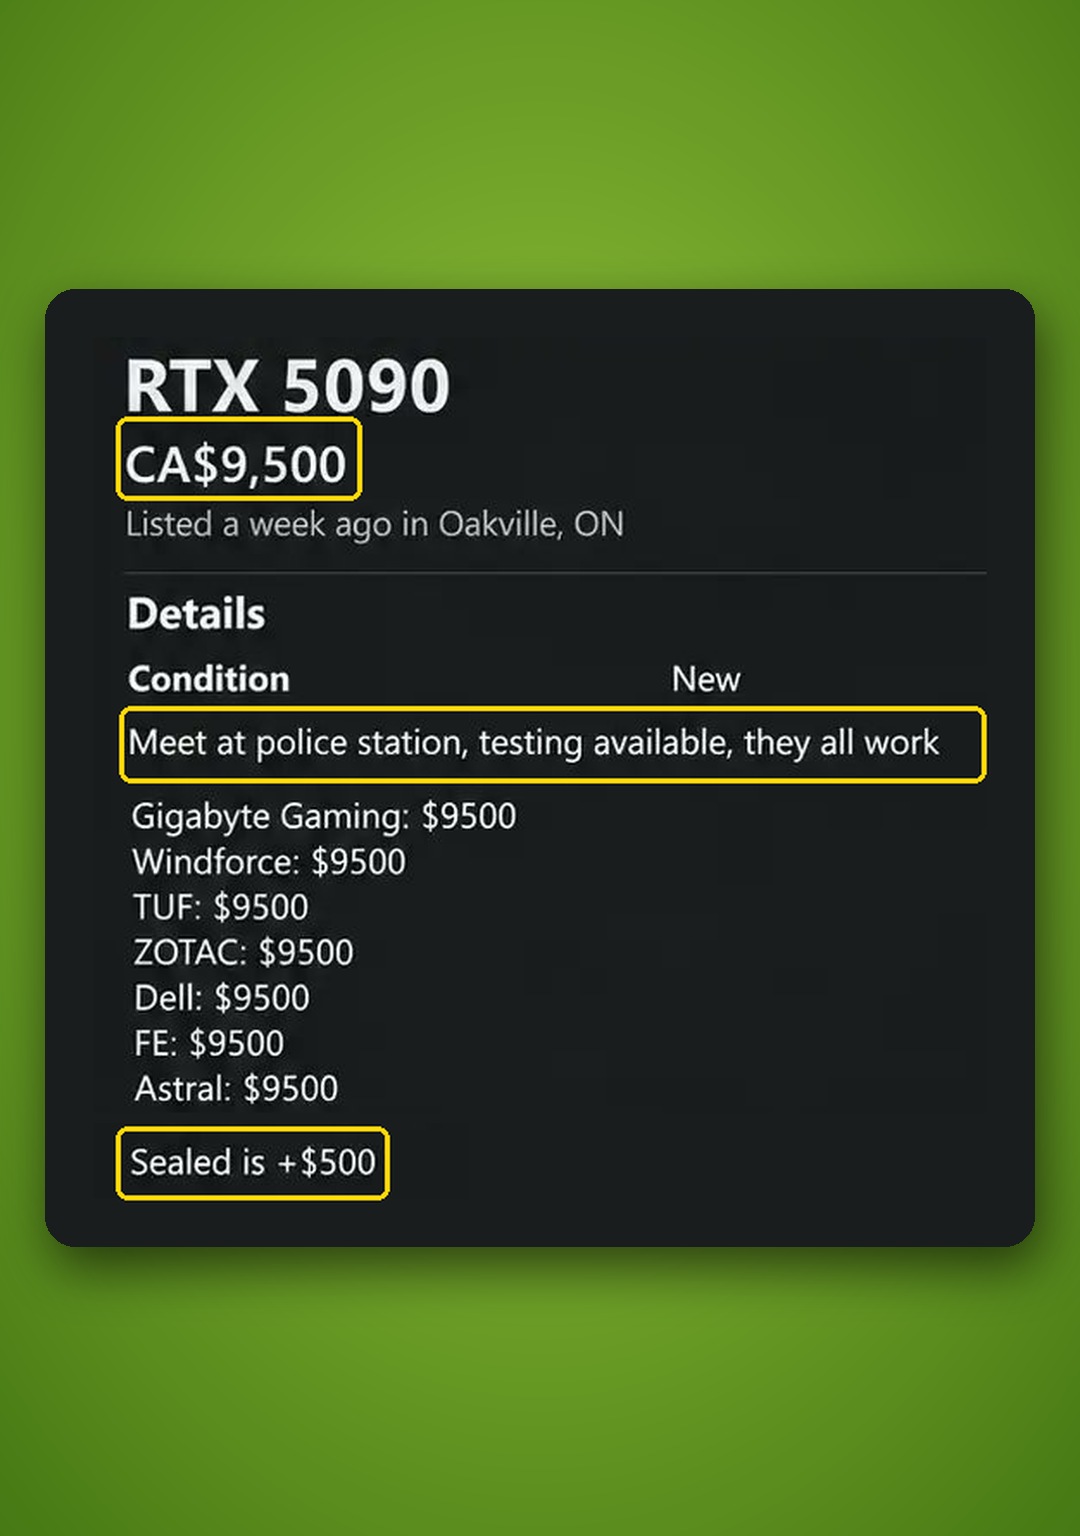 RTX 5090
CA$9,500
Listed a week ago in Oakville, ON
Details
Condition New
Meet at police station, testing available, they all work
Gigabyte Gaming: $9500
Windforce: $9500
TUF: $9500
ZOTAC: $9500
Dell: $9500
FE: $9500
Astral: $9500
Sealed is +$500